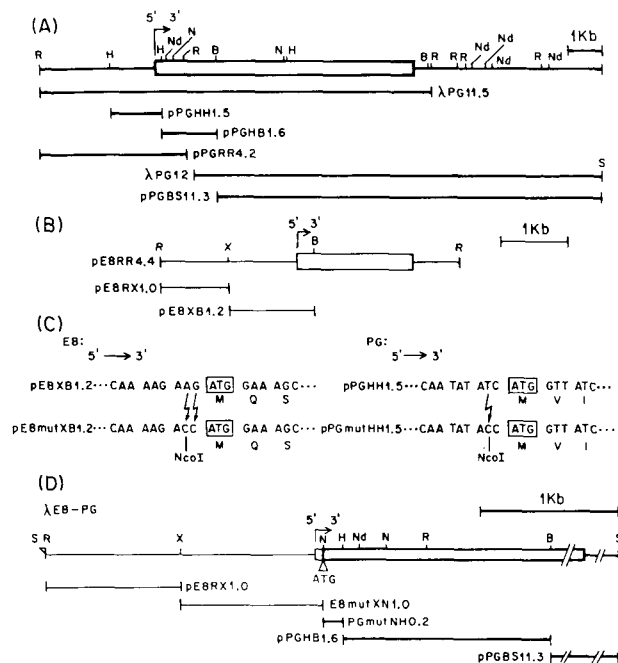 (A)
5' 3'
1Kb
R H H Nd N R B N H B R R R Nd Nd Nd R Nd
λPG11.5
pPGHH1.5
pPGHB1.6
pPGRR4.2
λPG12 S
pPGBS11.3
(B)
5' 3'
1Kb
R X B R
pE8RR4.4
pE8RX1.0
pE8XB1.2
(C)
E8: PG:
5' → 3' 5' → 3'
pE8XB1.2···CAA AAG AAG ATG GAA AGC··· pPGHH1.5···CAA TAT ATC ATG GTT ATC···
M Q S M V I
pE8mutXB1.2···CAA AAG ACC ATG GAA AGC··· pPGmutHH1.5···CAA TAT ACC ATG GTT ATC···
NcoI M Q S NcoI M V I
(D)
1Kb
λE8-PG
5' 3'
S R X N H Nd N R B S
ATG
pE8RX1.0
E8mutXN1.0
PGmutNH0.2
pPGHB1.6
pPGBS11.3